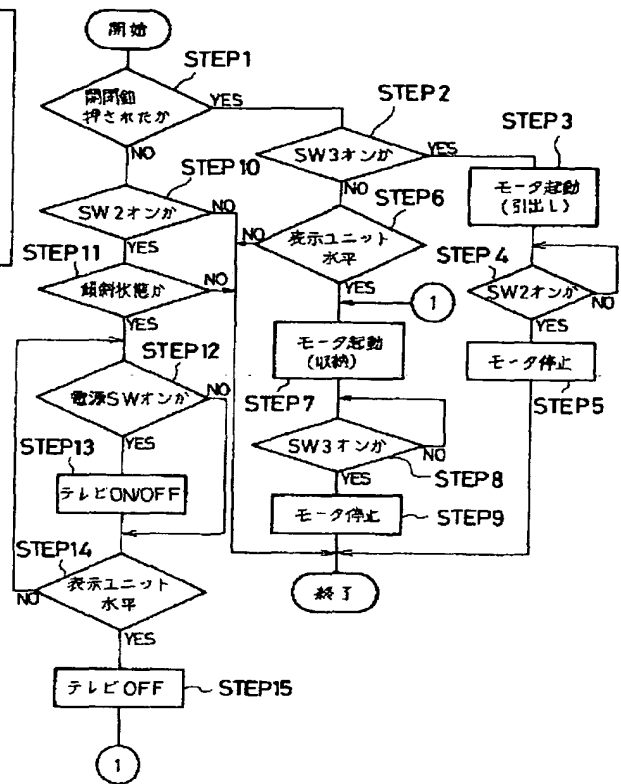 開始
STEP1
開閉釦
押されたか
YES
NO
STEP2
SW3オンか
YES
NO
STEP3
モータ起動
(引出し)
STEP4
SW2オンか
NO
YES
モータ停止
STEP5
STEP6
表示ユニット
水平
NO
YES
1
モータ起動
(収納)
STEP7
SW3オンか
NO
YES
STEP8
モータ停止
STEP9
終了
STEP10
SW2オンか
NO
YES
STEP11
傾斜状態か
NO
YES
STEP12
電源SWオンか
NO
YES
STEP13
テレビON/OFF
STEP14
表示ユニット
水平
NO
YES
テレビOFF
STEP15
1